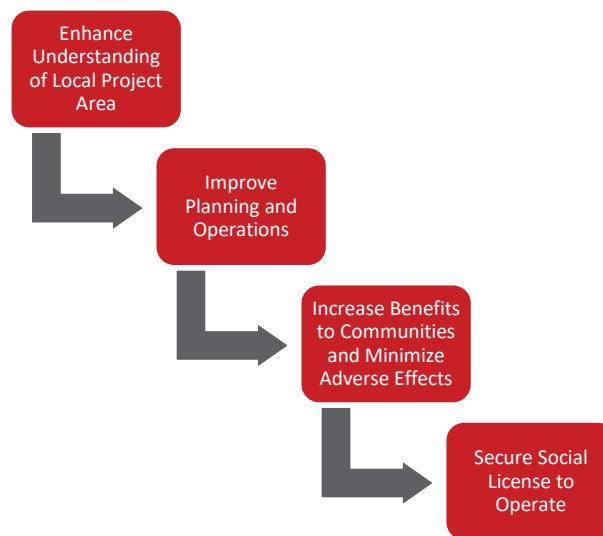 Enhance
Understanding
of Local Project
Area
Improve
Planning and
Operations
Increase Benefits
to Communities
and Minimize
Adverse Effects
Secure Social
License to
Operate